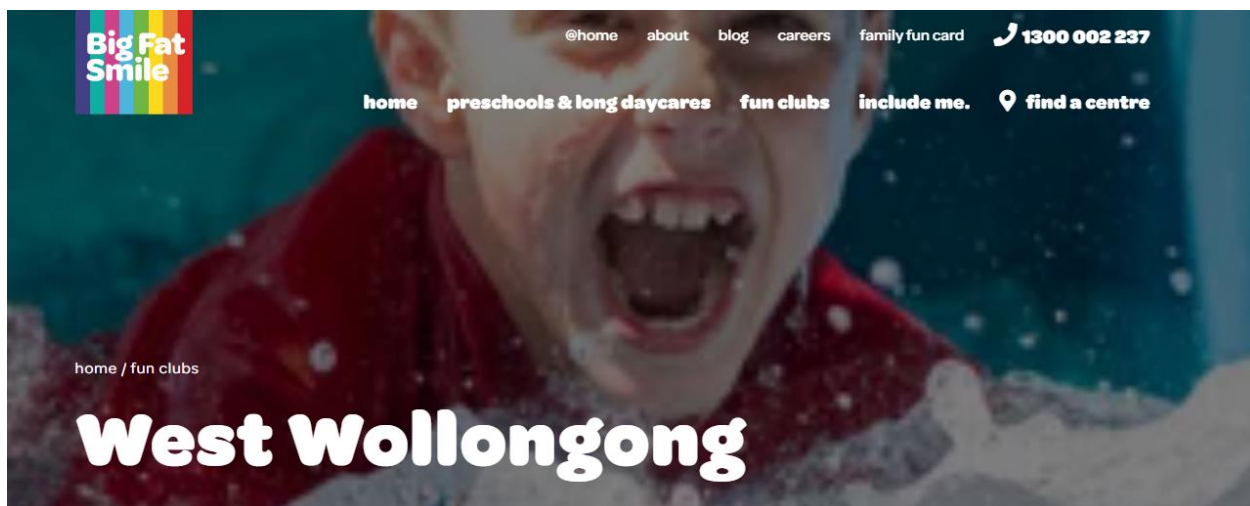 Big Fat
Smile
@home about blog careers family fun card 1300 002 237
home preschools & long daycares fun clubs include me. find a centre
home / fun clubs
West Wollongong